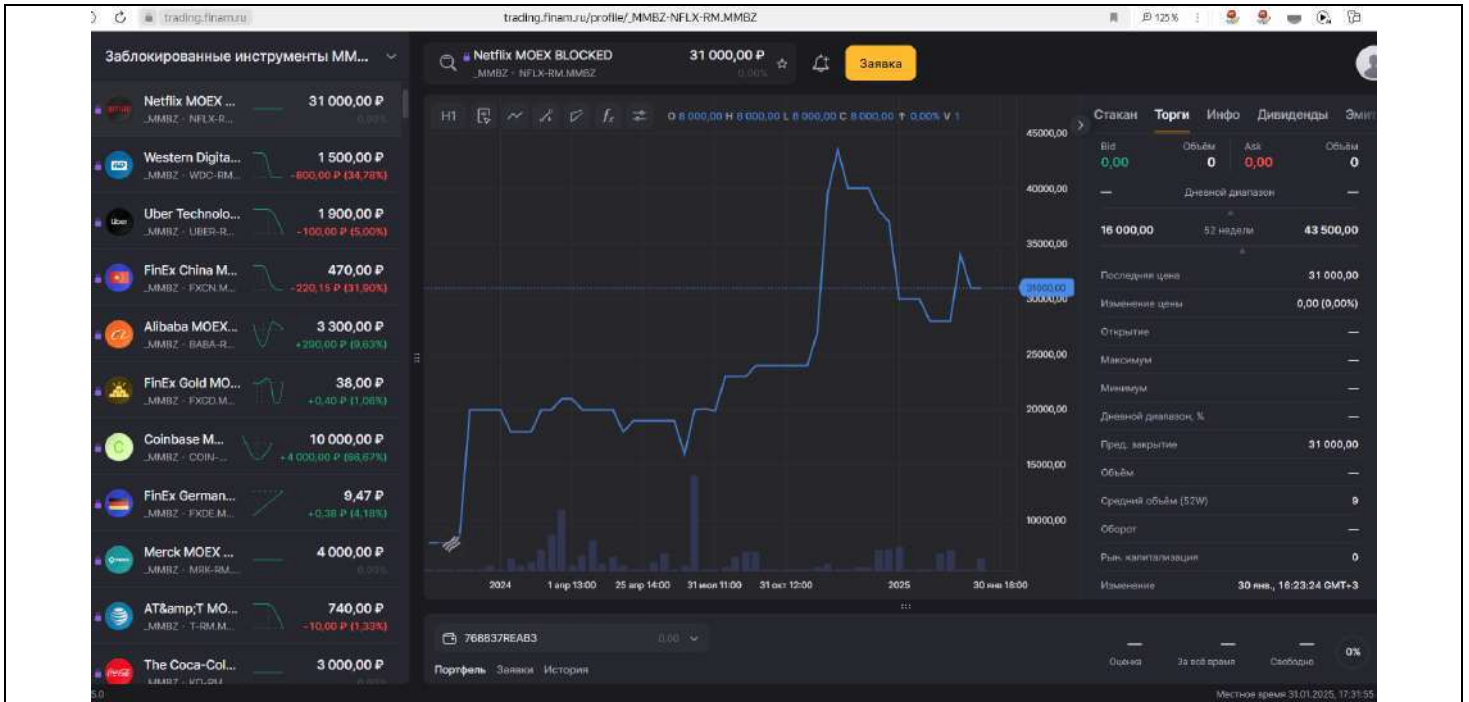 trading.finam.ru
trading.finam.ru/profile/_MMBZ-NFLX-RM.MMBZ
125 %
Заблокированные инструменты ММ...
Netflix MOEX ...
31 000,00 ₽
_MMBZ · NFLX-R...
0,00%
Western Digita...
1 500,00 ₽
_MMBZ · WDC-RM...
-800,00 ₽ (34,78%)
Uber Technolo...
1 900,00 ₽
_MMBZ · UBER-R...
-100,00 ₽ (5,00%)
FinEx China M...
470,00 ₽
_MMBZ · FXCN.M...
-220,15 ₽ (31,90%)
Alibaba MOEX...
3 300,00 ₽
_MMBZ · BABA-R...
+290,00 ₽ (9,63%)
FinEx Gold MO...
38,00 ₽
_MMBZ · FXGD.M...
+0,40 ₽ (1,06%)
Coinbase M...
10 000,00 ₽
_MMBZ · COIN-...
+4 000,00 ₽ (66,67%)
FinEx German...
9,47 ₽
_MMBZ · FXDE.M...
+0,38 ₽ (4,18%)
Merck MOEX ...
4 000,00 ₽
_MMBZ · MRK-RM...
0,00%
AT&amp;T MO...
740,00 ₽
_MMBZ · T-RM.M...
-10,00 ₽ (1,33%)
The Coca-Col...
3 000,00 ₽
5.0
Netflix MOEX BLOCKED
31 000,00 ₽
_MMBZ · NFLX-RM.MMBZ
0,00%
Заявка
H1
O 8 000,00 H 8 000,00 L 8 000,00 C 8 000,00 ↑ 0,00% V 1
45000,00
40000,00
35000,00
31000,00
30000,00
25000,00
20000,00
15000,00
10000,00
2024
1 апр 13:00
25 апр 14:00
31 июл 11:00
31 окт 12:00
2025
30 янв 18:00
768837REAB3
0,00
Портфель Заявки История
Стакан Торги Инфо Дивиденды Эмит
Bid Объём Ask Объём
0,00 0 0,00 0
— Дневной диапазон —
16 000,00 52 недели 43 500,00
Последняя цена 31 000,00
Изменение цены 0,00 (0,00%)
Открытие —
Максимум —
Минимум —
Дневной диапазон, % —
Пред. закрытие 31 000,00
Объём —
Средний объём (52W) 9
Оборот —
Рын. капитализация 0
Изменение 30 янв., 16:23:24 GMT+3
— — — 0%
Оценка За всё время Свободно
Местное время 31.01.2025, 17:31:55